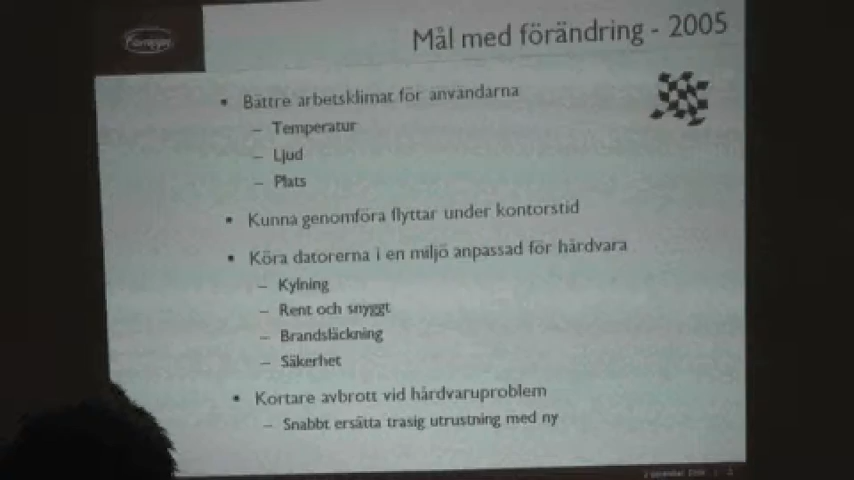 Mål med förändring - 2005
• Bättre arbetsklimat för användarna
– Temperatur
– Ljud
– Plats
• Kunna genomföra flyttar under kontorstid
• Köra datorerna i en miljö anpassad för hårdvara
– Kylning
– Rent och snyggt
– Brandsläckning
– Säkerhet
• Kortare avbrott vid hårdvaruproblem
– Snabbt ersätta trasig utrustning med ny